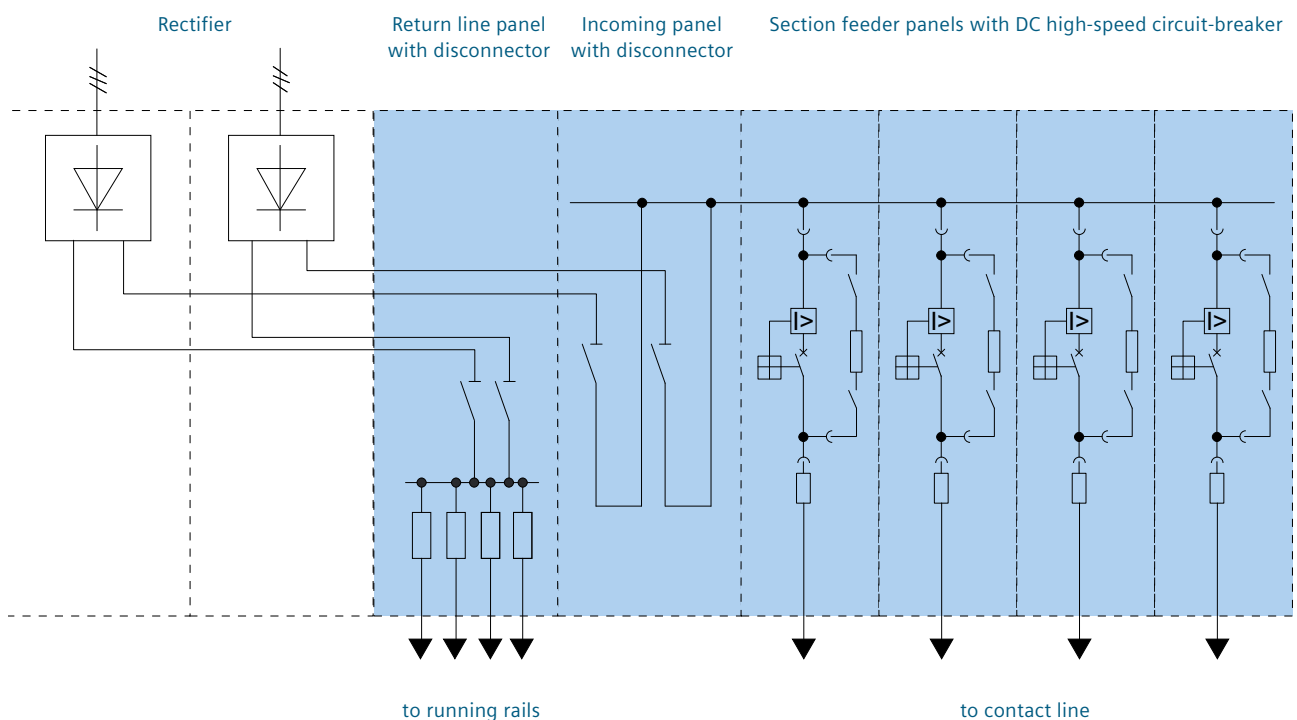 Rectifier
Return line panel
with disconnector
Incoming panel
with disconnector
Section feeder panels with DC high-speed circuit-breaker
I>
I>
I>
I>
to running rails
to contact line